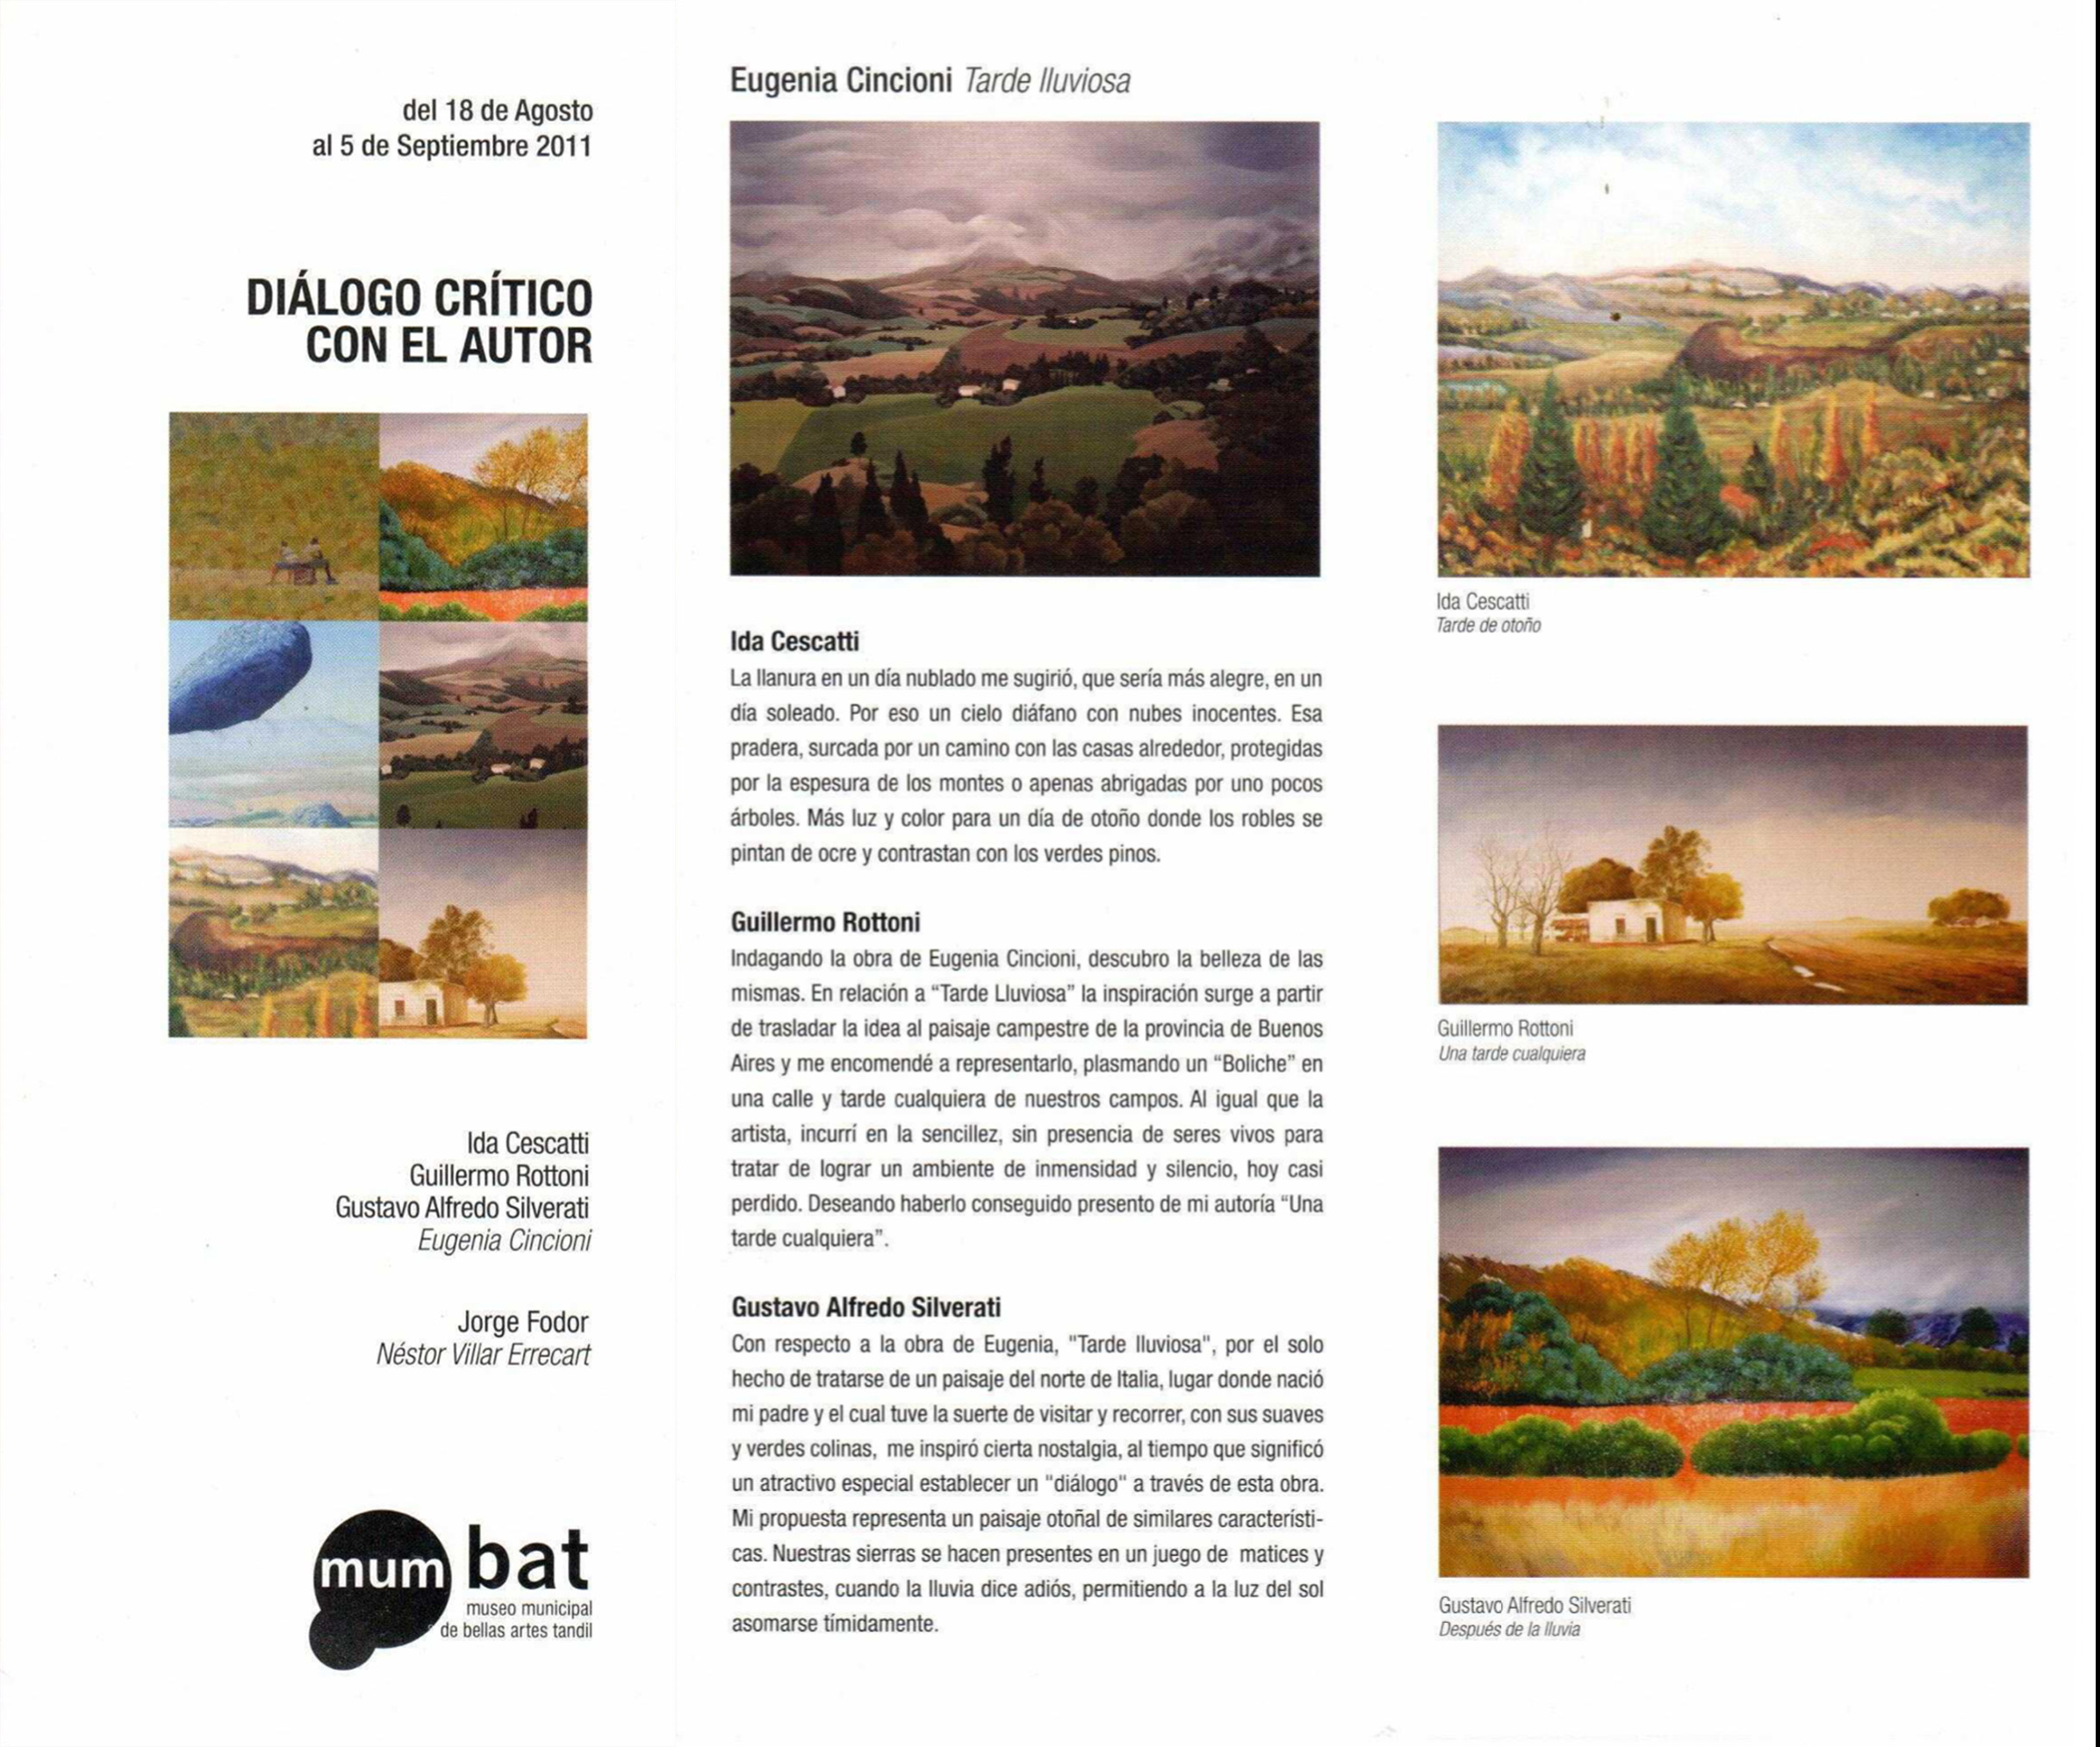 del 18 de Agosto
al 5 de Septiembre 2011
DIÁLOGO CRÍTICO
CON EL AUTOR
Ida Cescatti
Guillermo Rottoni
Gustavo Alfredo Silverati
Eugenia Cincioni
Jorge Fodor
Néstor Villar Errecart
mum bat
museo municipal
de bellas artes tandil
Eugenia Cincioni Tarde lluviosa
Ida Cescatti
La llanura en un día nublado me sugirió, que sería más alegre, en un
día soleado. Por eso un cielo diáfano con nubes inocentes. Esa
pradera, surcada por un camino con las casas alrededor, protegidas
por la espesura de los montes o apenas abrigadas por uno pocos
árboles. Más luz y color para un día de otoño donde los robles se
pintan de ocre y contrastan con los verdes pinos.
Guillermo Rottoni
Indagando la obra de Eugenia Cincioni, descubro la belleza de las
mismas. En relación a “Tarde Lluviosa” la inspiración surge a partir
de trasladar la idea al paisaje campestre de la provincia de Buenos
Aires y me encomendé a representarlo, plasmando un “Boliche” en
una calle y tarde cualquiera de nuestros campos. Al igual que la
artista, incurrí en la sencillez, sin presencia de seres vivos para
tratar de lograr un ambiente de inmensidad y silencio, hoy casi
perdido. Deseando haberlo conseguido presento de mi autoría “Una
tarde cualquiera”.
Gustavo Alfredo Silverati
Con respecto a la obra de Eugenia, "Tarde lluviosa", por el solo
hecho de tratarse de un paisaje del norte de Italia, lugar donde nació
mi padre y el cual tuve la suerte de visitar y recorrer, con sus suaves
y verdes colinas, me inspiró cierta nostalgia, al tiempo que significó
un atractivo especial establecer un "diálogo" a través de esta obra.
Mi propuesta representa un paisaje otoñal de similares característi-
cas. Nuestras sierras se hacen presentes en un juego de matices y
contrastes, cuando la lluvia dice adiós, permitiendo a la luz del sol
asomarse tímidamente.
Ida Cescatti
Tarde de otoño
Guillermo Rottoni
Una tarde cualquiera
Gustavo Alfredo Silverati
Después de la lluvia